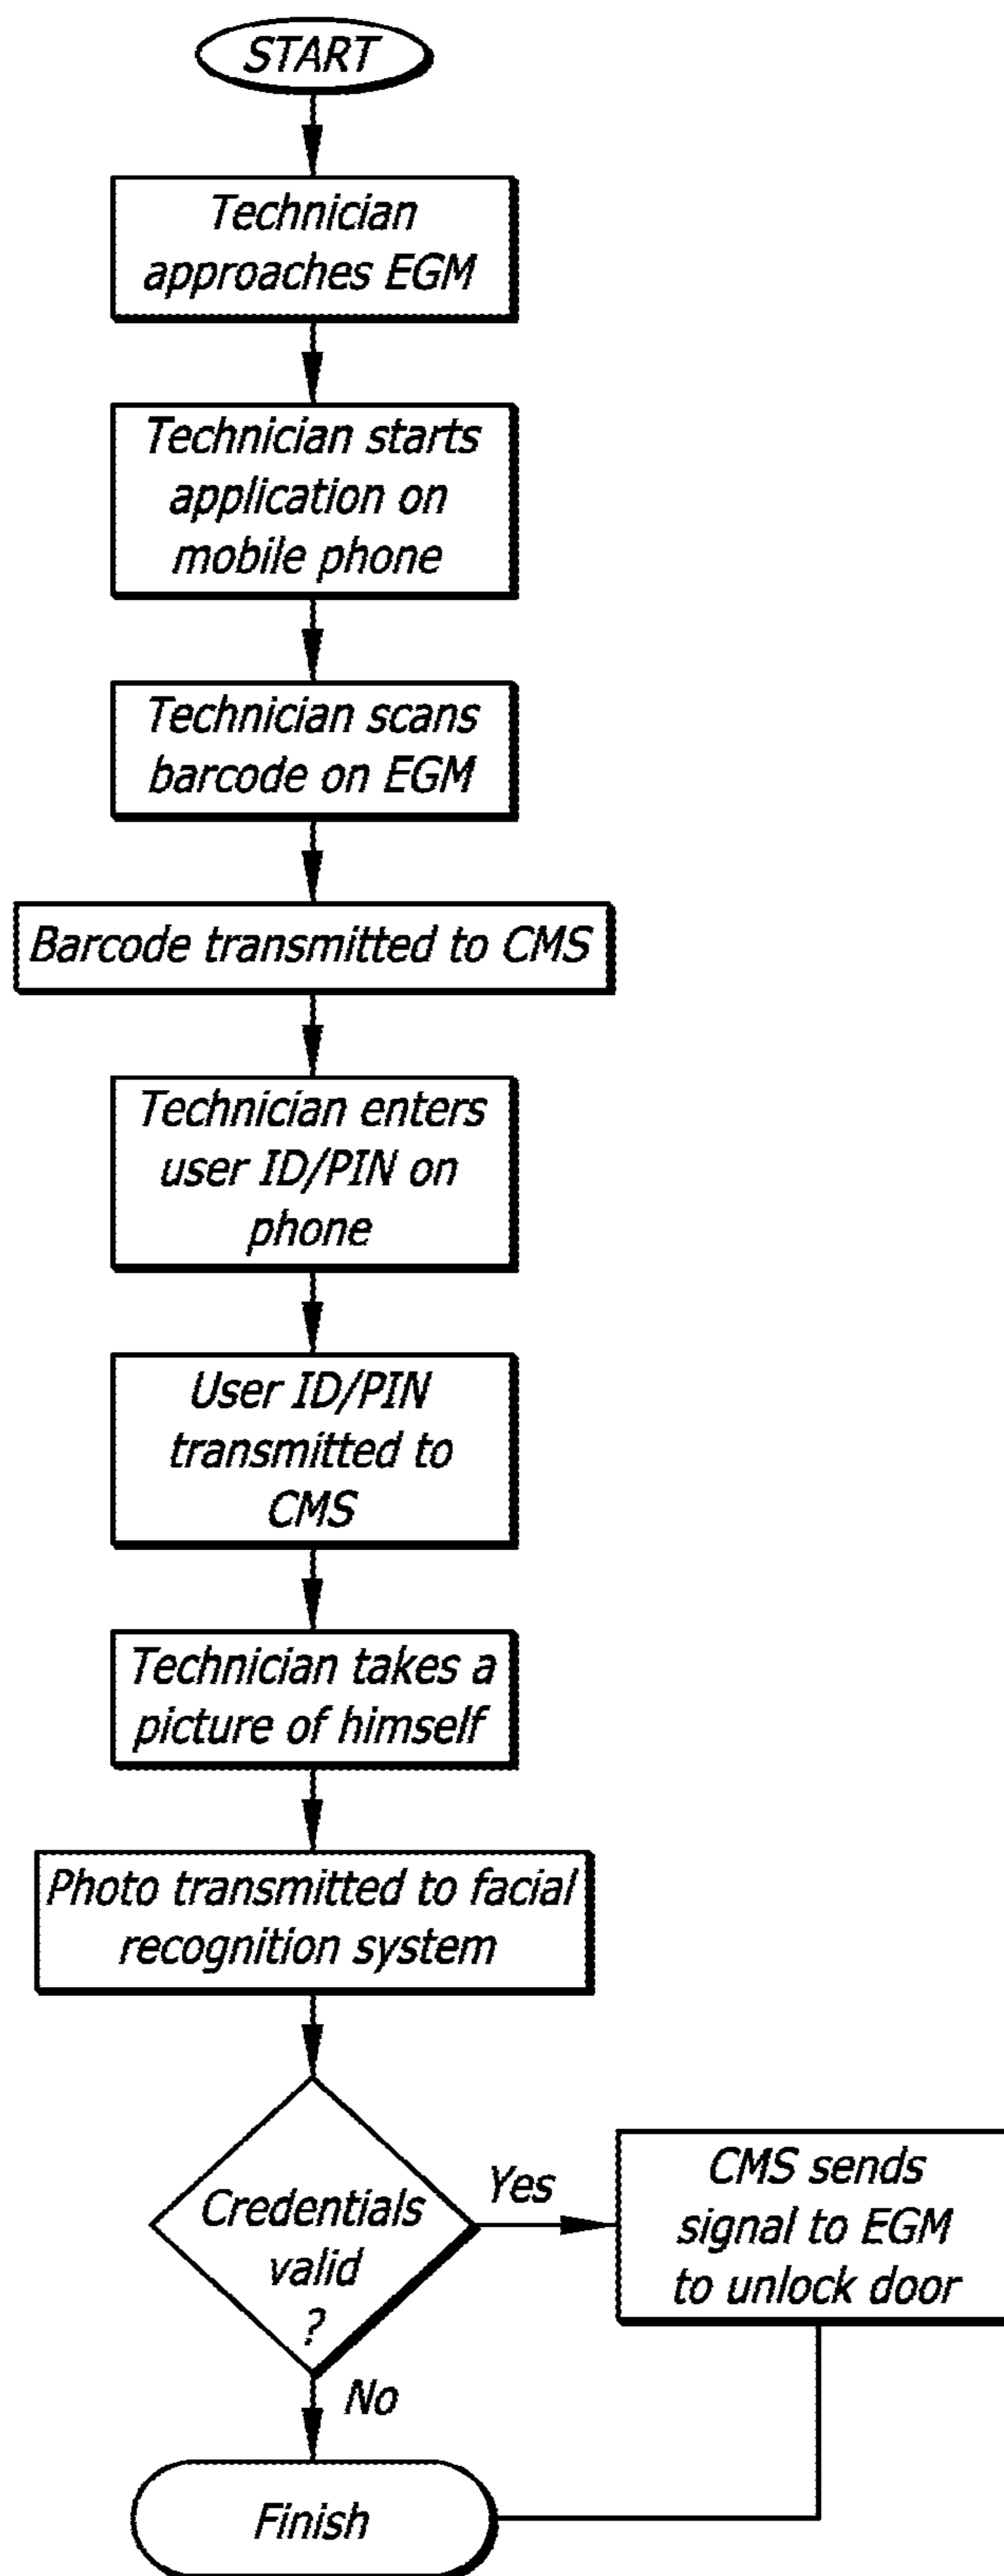 START
Technician
approaches EGM
Technician starts
application on
mobile phone
Technician scans
barcode on EGM
Barcode transmitted to CMS
Technician enters
user ID/PIN on
phone
User ID/PIN
transmitted to
CMS
Technician takes a
picture of himself
Photo transmitted to facial
recognition system
Credentials
valid
?
Yes
CMS sends
signal to EGM
to unlock door
No
Finish